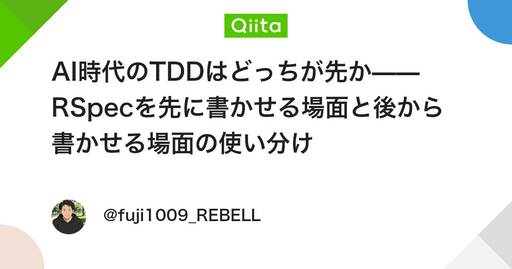 Qiita
AI時代のTDDはどっちが先か——
RSpecを先に書かせる場面と後から
書かせる場面の使い分け
@fuji1009_REBELL